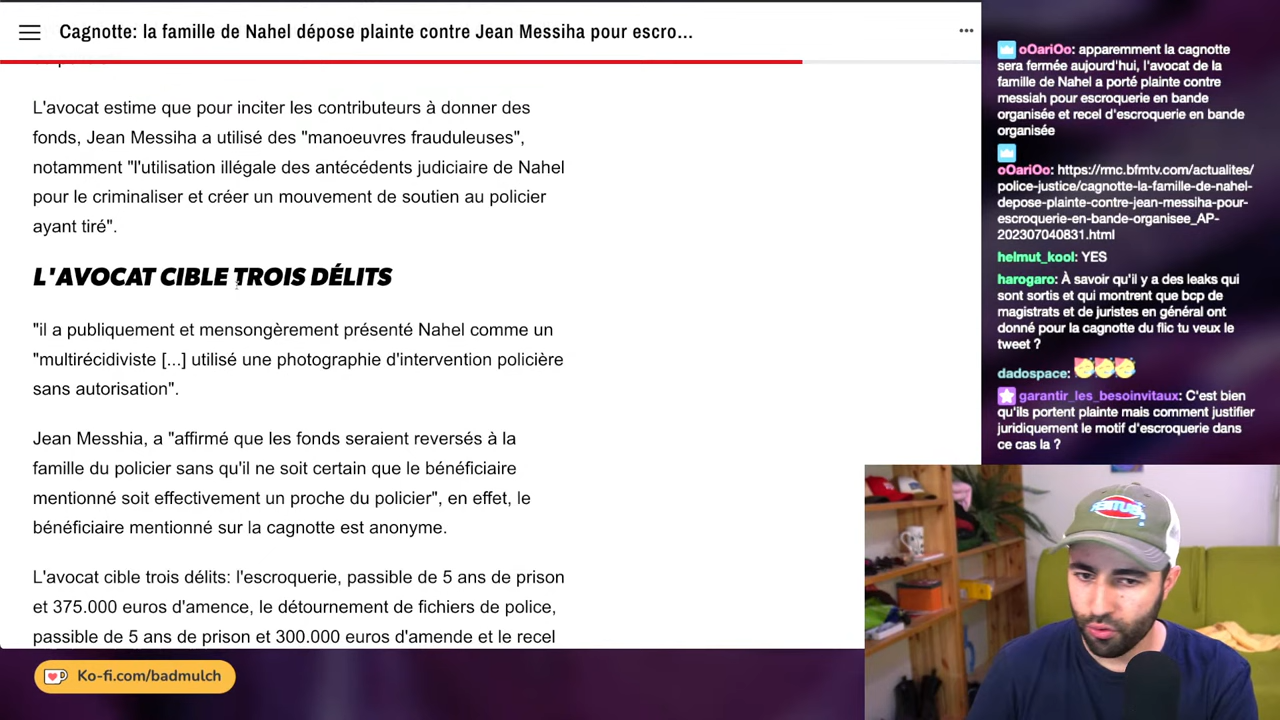 Cagnotte: la famille de Nahel dépose plainte contre Jean Messiha pour escro...
L'avocat estime que pour inciter les contributeurs à donner des
fonds, Jean Messiha a utilisé des "manoeuvres frauduleuses",
notamment "l'utilisation illégale des antécédents judiciaire de Nahel
pour le criminaliser et créer un mouvement de soutien au policier
ayant tiré".
L'AVOCAT CIBLE TROIS DÉLITS
"il a publiquement et mensongèrement présenté Nahel comme un
"multirécidiviste [...] utilisé une photographie d'intervention policière
sans autorisation".
Jean Messhia, a "affirmé que les fonds seraient reversés à la
famille du policier sans qu'il ne soit certain que le bénéficiaire
mentionné soit effectivement un proche du policier", en effet, le
bénéficiaire mentionné sur la cagnotte est anonyme.
L'avocat cible trois délits: l'escroquerie, passible de 5 ans de prison
et 375.000 euros d'amence, le détournement de fichiers de police,
passible de 5 ans de prison et 300.000 euros d'amende et le recel
Ko-fi.com/badmulch
oOariOo: apparemment la cagnotte
sera fermée aujourd'hui, l'avocat de la
famille de Nahel a porté plainte contre
messiah pour escroquerie en bande
organisée et recel d'escroquerie en bande
organisée
oOariOo: https://rmc.bfmtv.com/actualites/
police-justice/cagnotte-la-famille-de-nahel-
depose-plainte-contre-jean-messiha-pour-
escroquerie-en-bande-organisee_AP-
202307040831.html
helmut_kool: YES
harogaro: À savoir qu'il y a des leaks qui
sont sortis et qui montrent que bcp de
magistrats et de juristes en général ont
donné pour la cagnotte du flic tu veux le
tweet ?
dadospace:
garantir_les_besoinvitaux: C'est bien
qu'ils portent plainte mais comment justifier
juridiquement le motif d'escroquerie dans
ce cas la ?